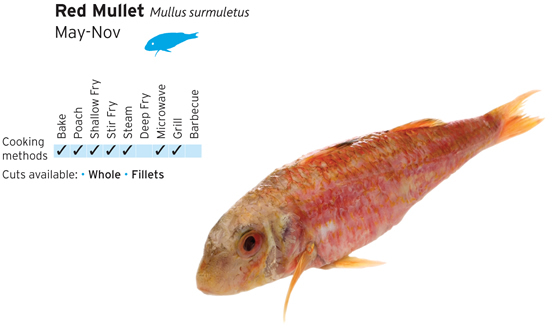 Red Mullet Mullus surmuletus
May-Nov
Bake
Poach
Shallow Fry
Stir Fry
Steam
Deep Fry
Microwave
Grill
Barbecue
Cooking
methods ✓ ✓ ✓ ✓ ✓ ✓ ✓
Cuts available: • Whole • Fillets